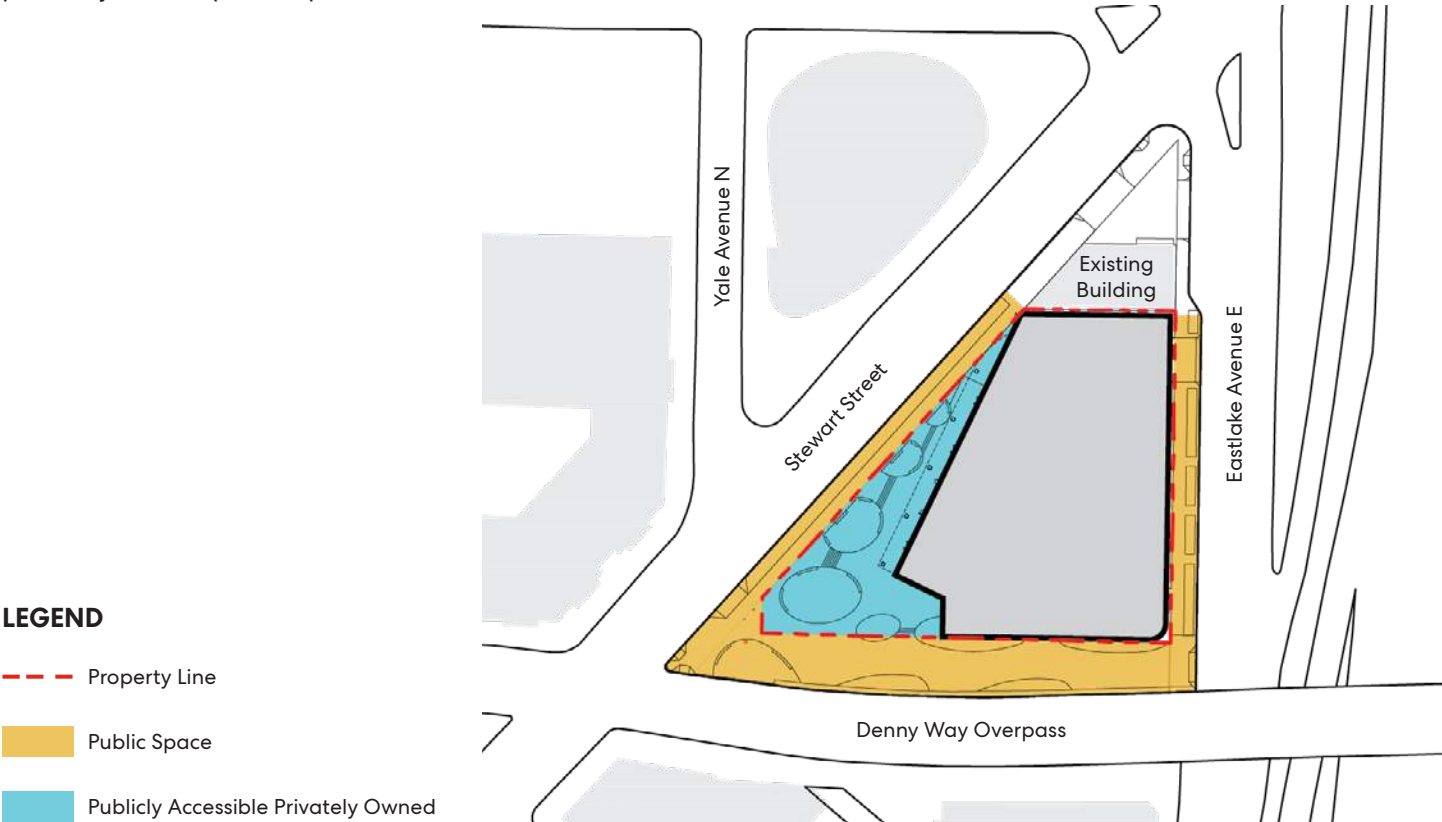 Yale Avenue N
Existing
Building
Eastlake Avenue E
Stewart Street
LEGEND
Property Line
Public Space
Denny Way Overpass
Publicly Accessible Privately Owned